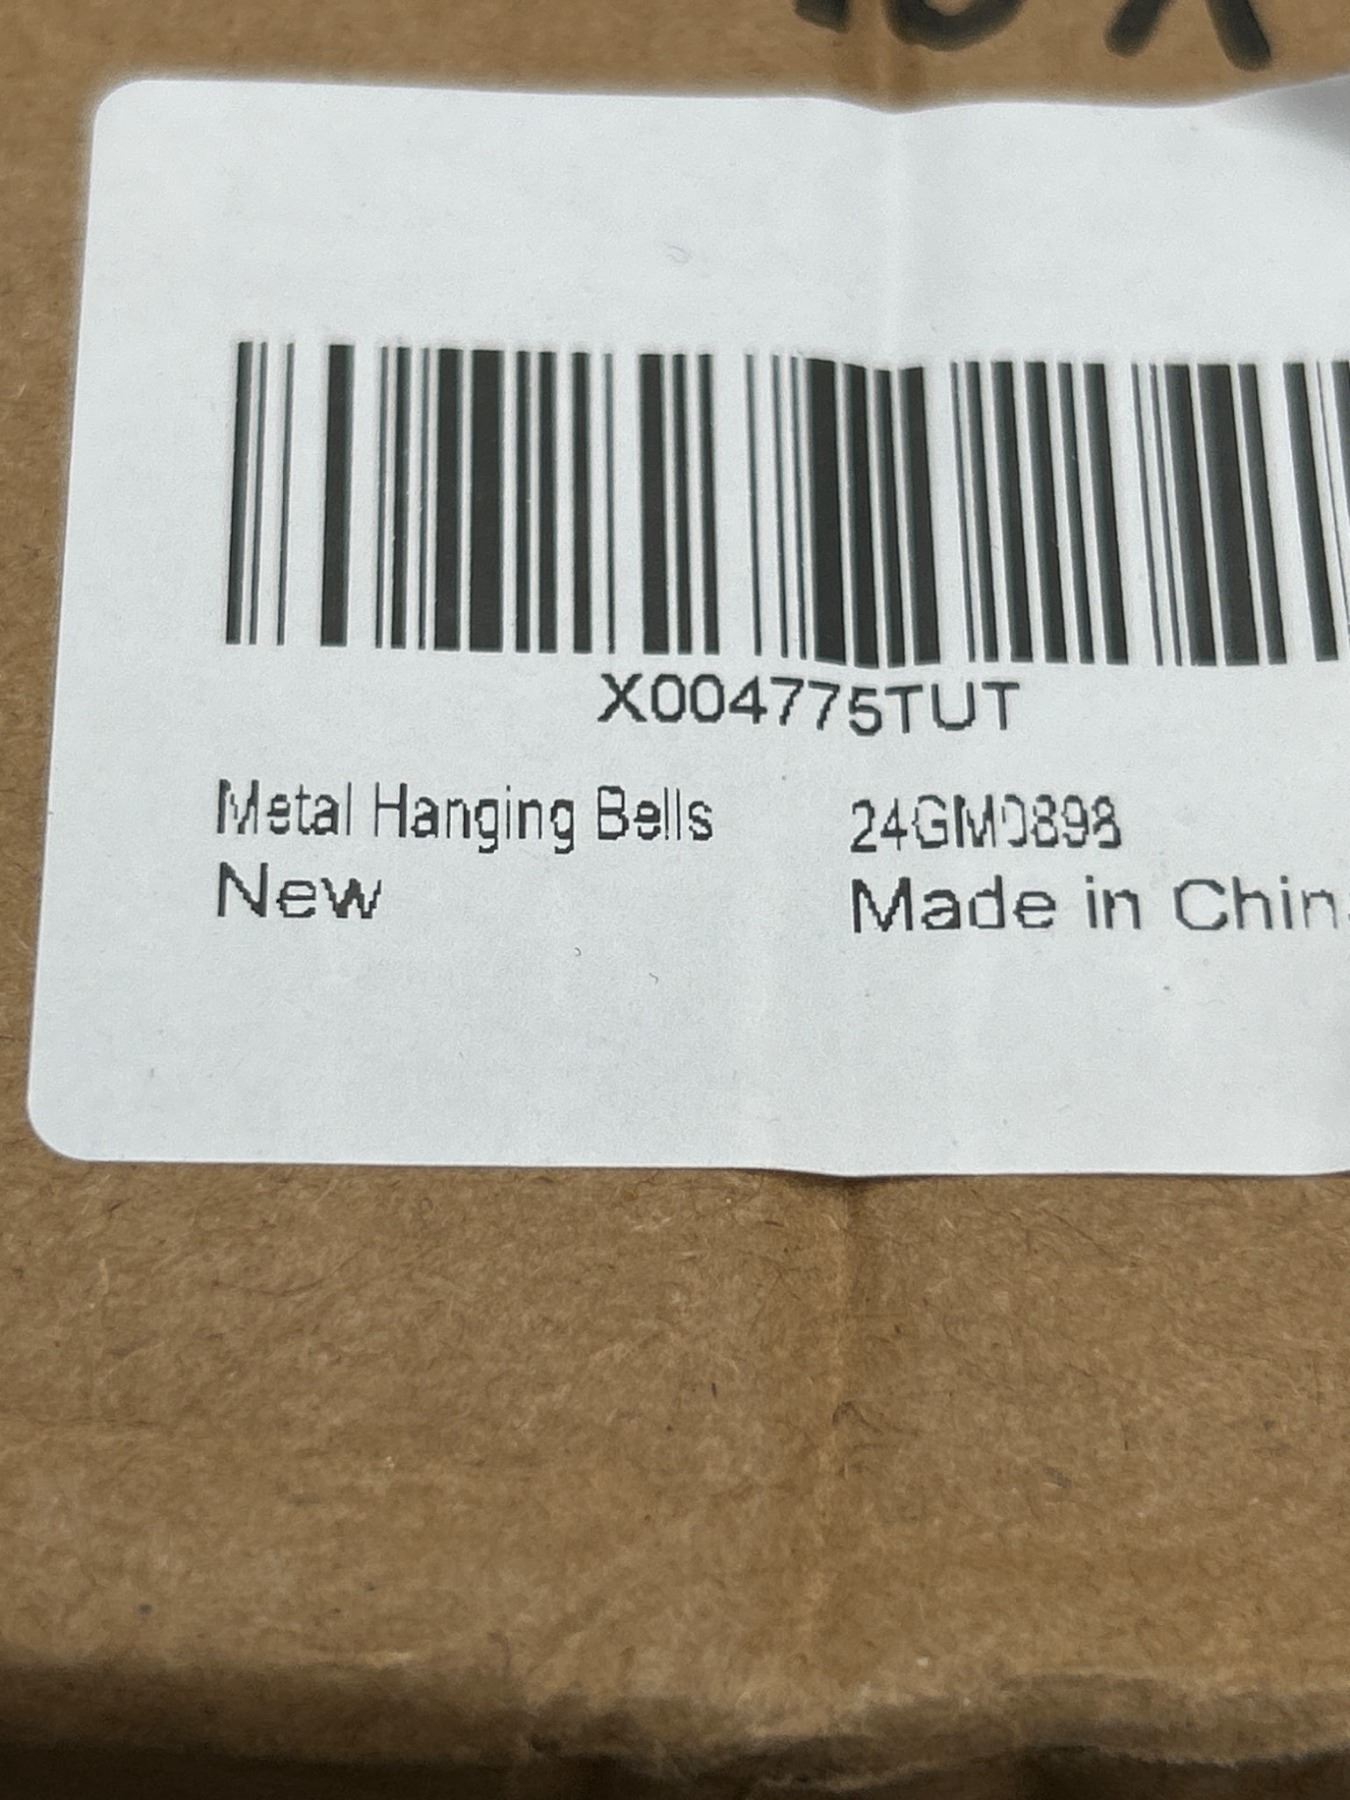 X004775TUT
Metal Hanging Bells 24GM0898
New Made in Chin